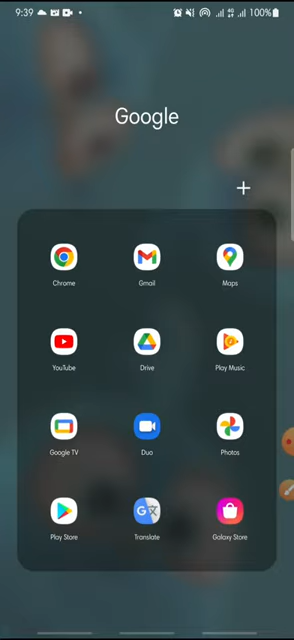 9:39 4G 100%
Google
+
Chrome Gmail Maps
YouTube Drive Play Music
Google TV Duo Photos
Play Store Translate Galaxy Store